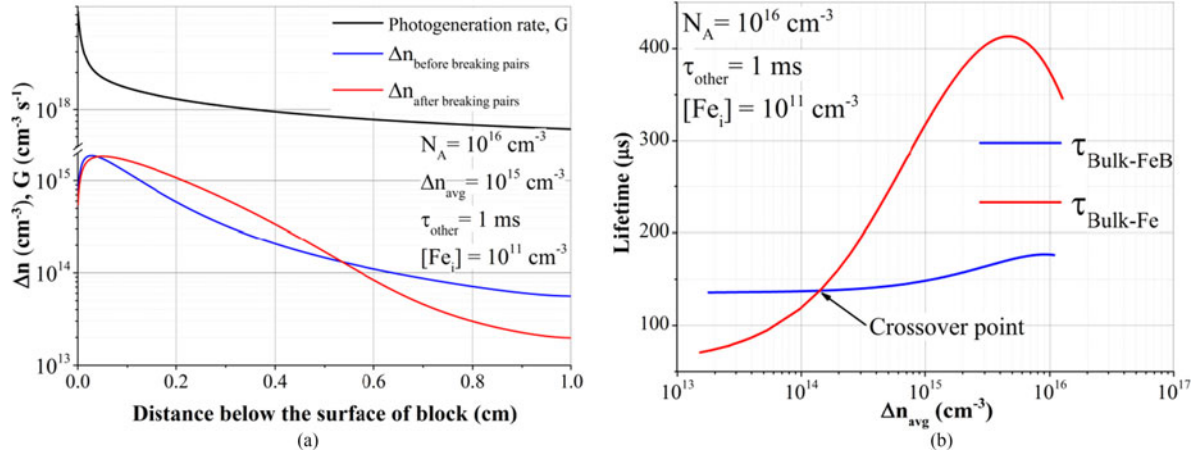 Photogeneration rate, G
Δn before breaking pairs
Δn after breaking pairs
N_A = 10^16 cm^-3
Δn_avg = 10^15 cm^-3
τ_other = 1 ms
[Fe_i] = 10^11 cm^-3
Δn (cm^-3), G (cm^-3 s^-1)
10^18
10^15
10^14
10^13
0.0 0.2 0.4 0.6 0.8 1.0
Distance below the surface of block (cm)
(a)
N_A = 10^16 cm^-3
τ_other = 1 ms
[Fe_i] = 10^11 cm^-3
τ_Bulk-FeB
τ_Bulk-Fe
Crossover point
Lifetime (μs)
400
300
200
100
10^13 10^14 10^15 10^16 10^17
Δn_avg (cm^-3)
(b)